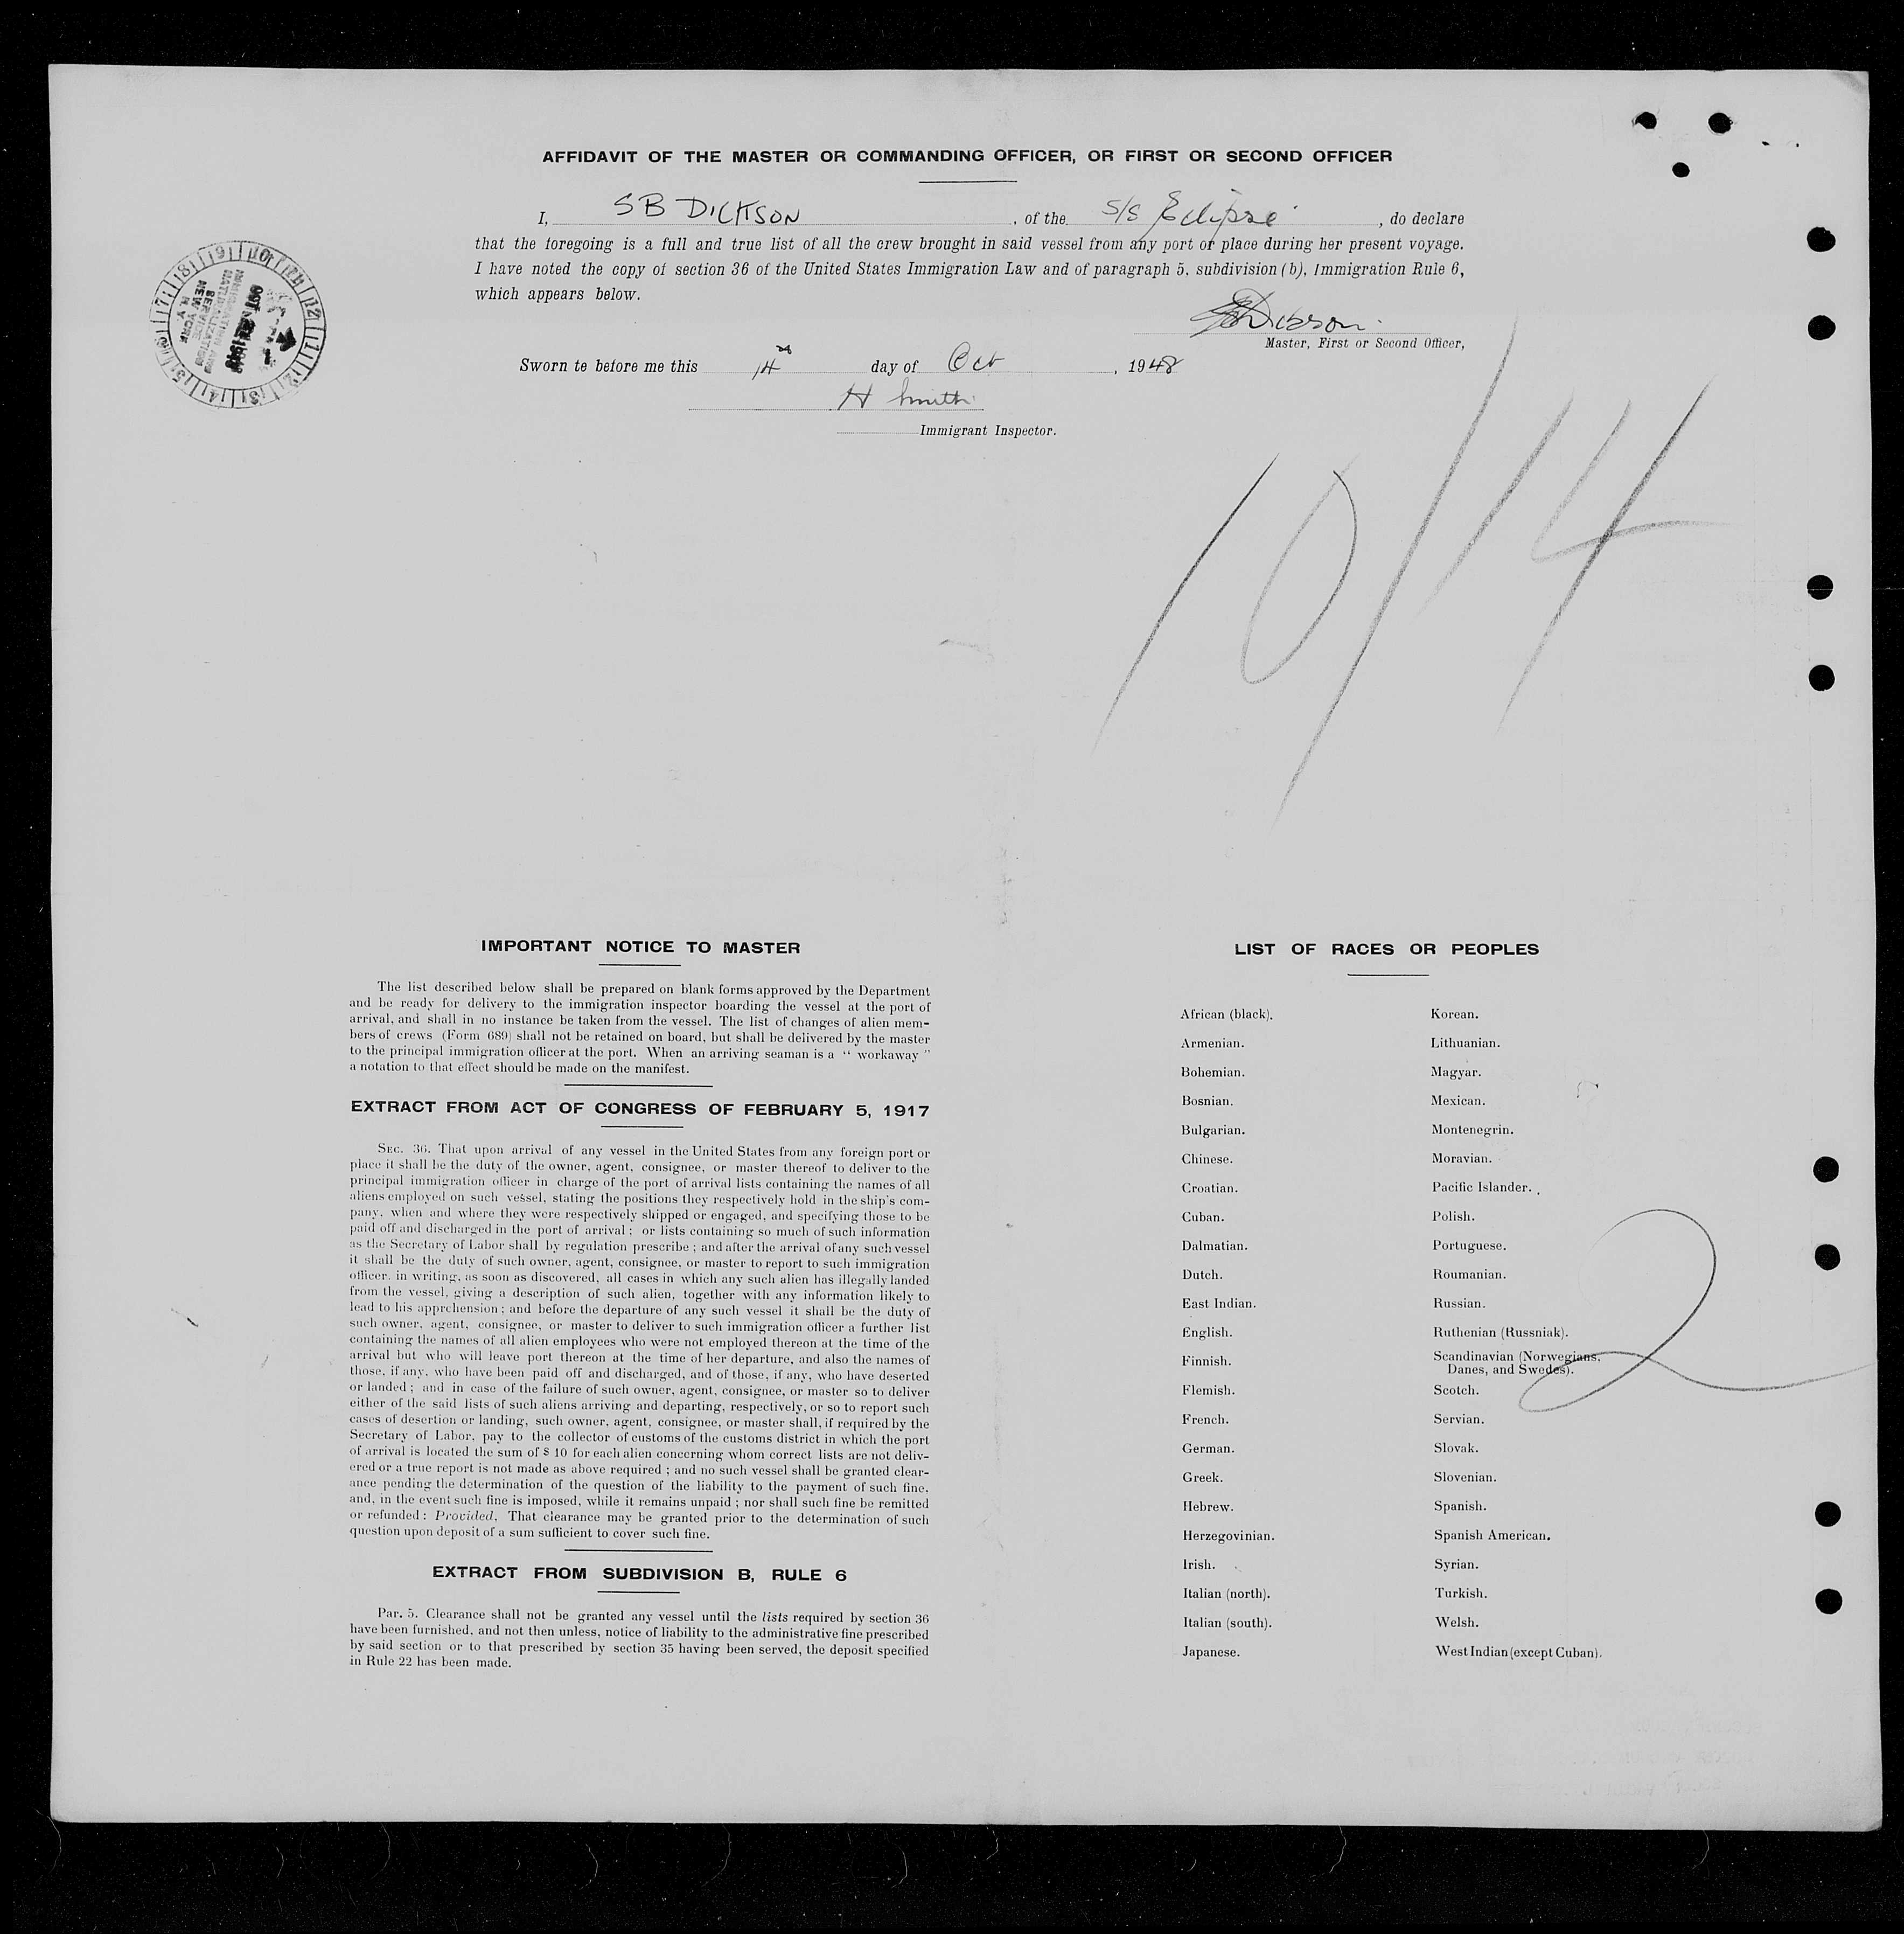 AFFIDAVIT OF THE MASTER OR COMMANDING OFFICER, OR FIRST OR SECOND OFFICER
I, SB DICKSON, of the S/S Eclipse, do declare
that the foregoing is a full and true list of all the crew brought in said vessel from any port or place during her present voyage.
I have noted the copy of section 36 of the United States Immigration Law and of paragraph 5, subdivision (b), Immigration Rule 6,
which appears below.
SBDickson.
Master, First or Second Officer,
Sworn te before me this 14th day of Oct, 1948
H Smith
Immigrant Inspector.
IMMIGRATION AND
NATURALIZATION
SERVICE
NEW YORK
N.Y.
10/14
IMPORTANT NOTICE TO MASTER
The list described below shall be prepared on blank forms approved by the Department
and be ready for delivery to the immigration inspector boarding the vessel at the port of
arrival, and shall in no instance be taken from the vessel. The list of changes of alien mem-
bers of crews (Form 689) shall not be retained on board, but shall be delivered by the master
to the principal immigration officer at the port. When an arriving seaman is a “ workaway ”
a notation to that effect should be made on the manifest.
EXTRACT FROM ACT OF CONGRESS OF FEBRUARY 5, 1917
SEC. 36. That upon arrival of any vessel in the United States from any foreign port or
place it shall be the duty of the owner, agent, consignee, or master thereof to deliver to the
principal immigration officer in charge of the port of arrival lists containing the names of all
aliens employed on such vessel, stating the positions they respectively hold in the ship's com-
pany, when and where they were respectively shipped or engaged, and specifying those to be
paid off and discharged in the port of arrival ; or lists containing so much of such information
as the Secretary of Labor shall by regulation prescribe ; and after the arrival of any such vessel
it shall be the duty of such owner, agent, consignee, or master to report to such immigration
officer, in writing, as soon as discovered, all cases in which any such alien has illegally landed
from the vessel, giving a description of such alien, together with any information likely to
lead to his apprehension ; and before the departure of any such vessel it shall be the duty of
such owner, agent, consignee, or master to deliver to such immigration officer a further list
containing the names of all alien employees who were not employed thereon at the time of the
arrival but who will leave port thereon at the time of her departure, and also the names of
those, if any, who have been paid off and discharged, and of those, if any, who have deserted
or landed ; and in case of the failure of such owner, agent, consignee, or master so to deliver
either of the said lists of such aliens arriving and departing, respectively, or so to report such
cases of desertion or landing, such owner, agent, consignee, or master shall, if required by the
Secretary of Labor, pay to the collector of customs of the customs district in which the port
of arrival is located the sum of $ 10 for each alien concerning whom correct lists are not deliv-
ered or a true report is not made as above required ; and no such vessel shall be granted clear-
ance pending the determination of the question of the liability to the payment of such fine,
and, in the event such fine is imposed, while it remains unpaid ; nor shall such fine be remitted
or refunded : Provided, That clearance may be granted prior to the determination of such
question upon deposit of a sum sufficient to cover such fine.
EXTRACT FROM SUBDIVISION B, RULE 6
Par. 5. Clearance shall not be granted any vessel until the lists required by section 36
have been furnished, and not then unless, notice of liability to the administrative fine prescribed
by said section or to that prescribed by section 35 having been served, the deposit specified
in Rule 22 has been made.
LIST OF RACES OR PEOPLES
African (black).
Armenian.
Bohemian.
Bosnian.
Bulgarian.
Chinese.
Croatian.
Cuban.
Dalmatian.
Dutch.
East Indian.
English.
Finnish.
Flemish.
French.
German.
Greek.
Hebrew.
Herzegovinian.
Irish.
Italian (north).
Italian (south).
Japanese.
Korean.
Lithuanian.
Magyar.
Mexican.
Montenegrin.
Moravian.
Pacific Islander.
Polish.
Portuguese.
Roumanian.
Russian.
Ruthenian (Russniak).
Scandinavian (Norwegians,
Danes, and Swedes).
Scotch.
Servian.
Slovak.
Slovenian.
Spanish.
Spanish American.
Syrian.
Turkish.
Welsh.
West Indian (except Cuban).
2